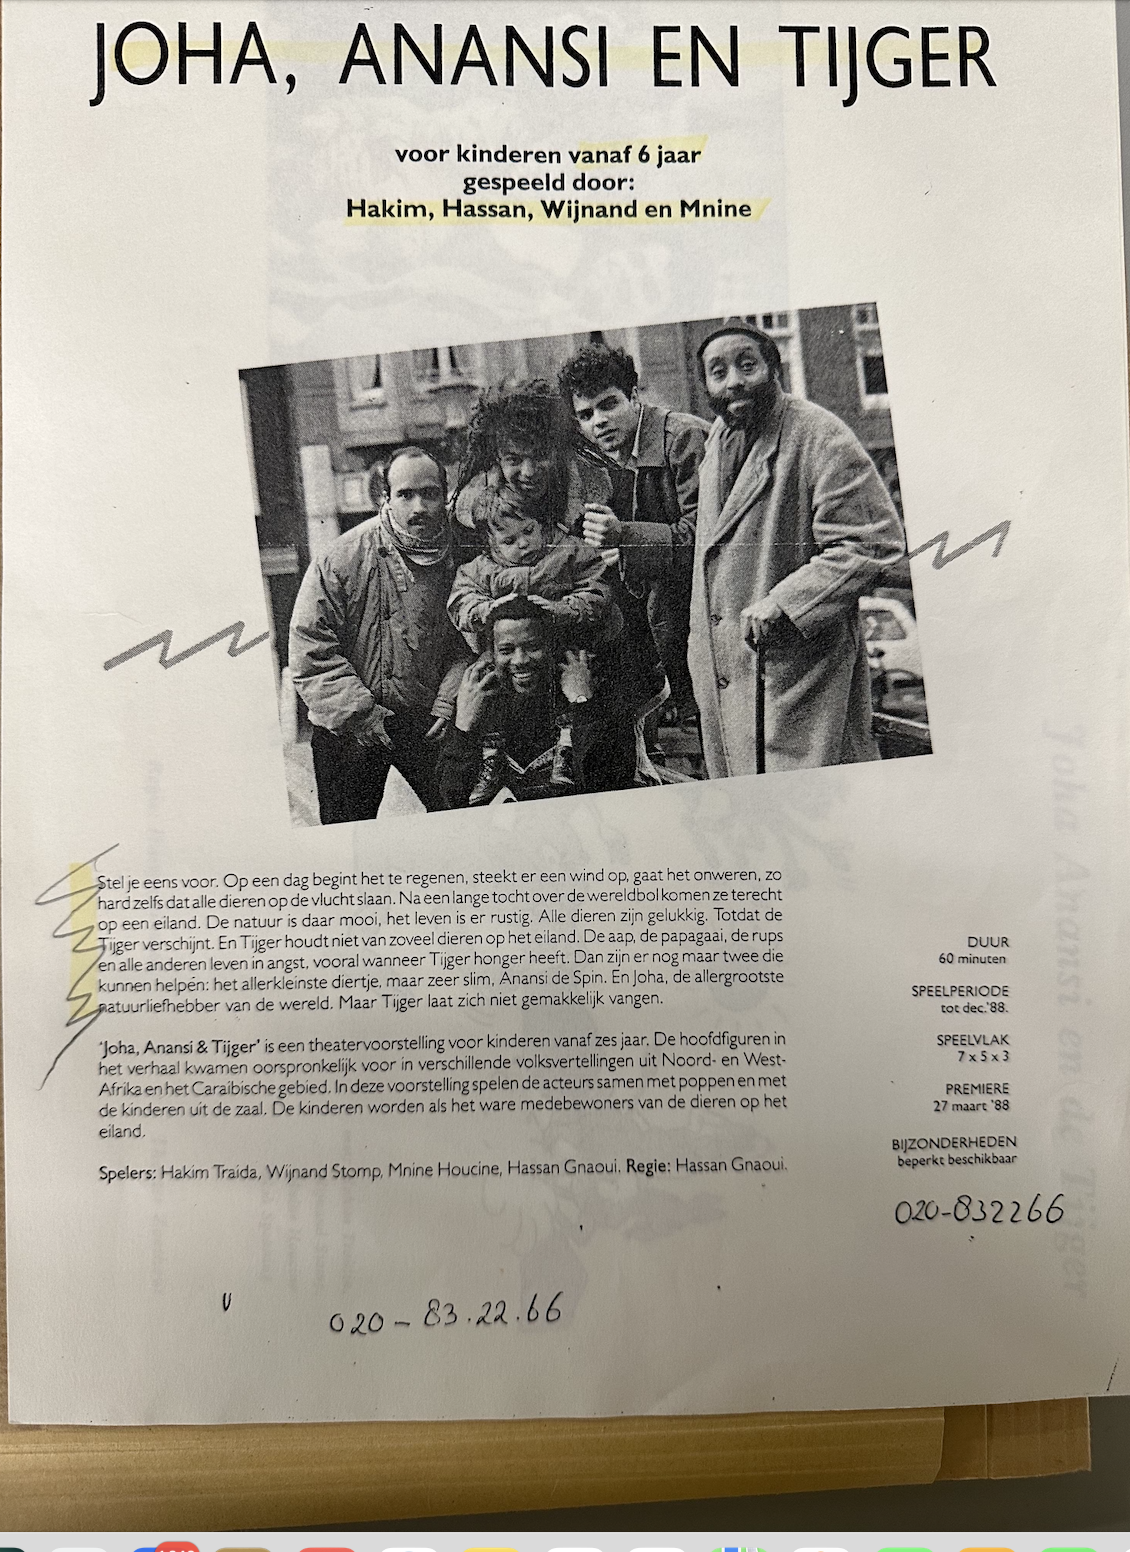 JOHA, ANANSI EN TIJGER
voor kinderen vanaf 6 jaar
gespeeld door:
Hakim, Hassan, Wijnand en Mnine
Stel je eens voor. Op een dag begint het te regenen, steekt er een wind op, gaat het onweren, zo
hard zelfs dat alle dieren op de vlucht slaan. Na een lange tocht over de wereldbol komen ze terecht
op een eiland. De natuur is daar mooi, het leven is er rustig. Alle dieren zijn gelukkig. Totdat de
Tijger verschijnt. En Tijger houdt niet van zoveel dieren op het eiland. De aap, de papagaai, de rups
en alle anderen leven in angst, vooral wanneer Tijger honger heeft. Dan zijn er nog maar twee die
kunnen helpen: het allerkleinste diertje, maar zeer slim, Anansi de Spin. En Joha, de allergrootste
natuurliefhebber van de wereld. Maar Tijger laat zich niet gemakkelijk vangen.
'Joha, Anansi & Tijger' is een theatervoorstelling voor kinderen vanaf zes jaar. De hoofdfiguren in
het verhaal kwamen oorspronkelijk voor in verschillende volksvertellingen uit Noord- en West-
Afrika en het Caraïbische gebied. In deze voorstelling spelen de acteurs samen met poppen en met
de kinderen uit de zaal. De kinderen worden als het ware medebewoners van de dieren op het
eiland.
Spelers: Hakim Traida, Wijnand Stomp, Mnine Houcine, Hassan Gnaoui. Regie: Hassan Gnaoui.
DUUR
60 minuten
SPEELPERIODE
tot dec.'88.
SPEELVLAK
7 x 5 x 3
PREMIERE
27 maart '88
BIJZONDERHEDEN
beperkt beschikbaar
020-832266
020 - 83.22.66